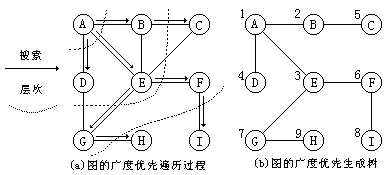 A B C
搜索
层次
D E F
G H I
(a)图的广度优先遍历过程
1 A 2 B 5 C
4 D 3 E 6 F
7 G 9 H 8 I
(b)图的广度优先生成树